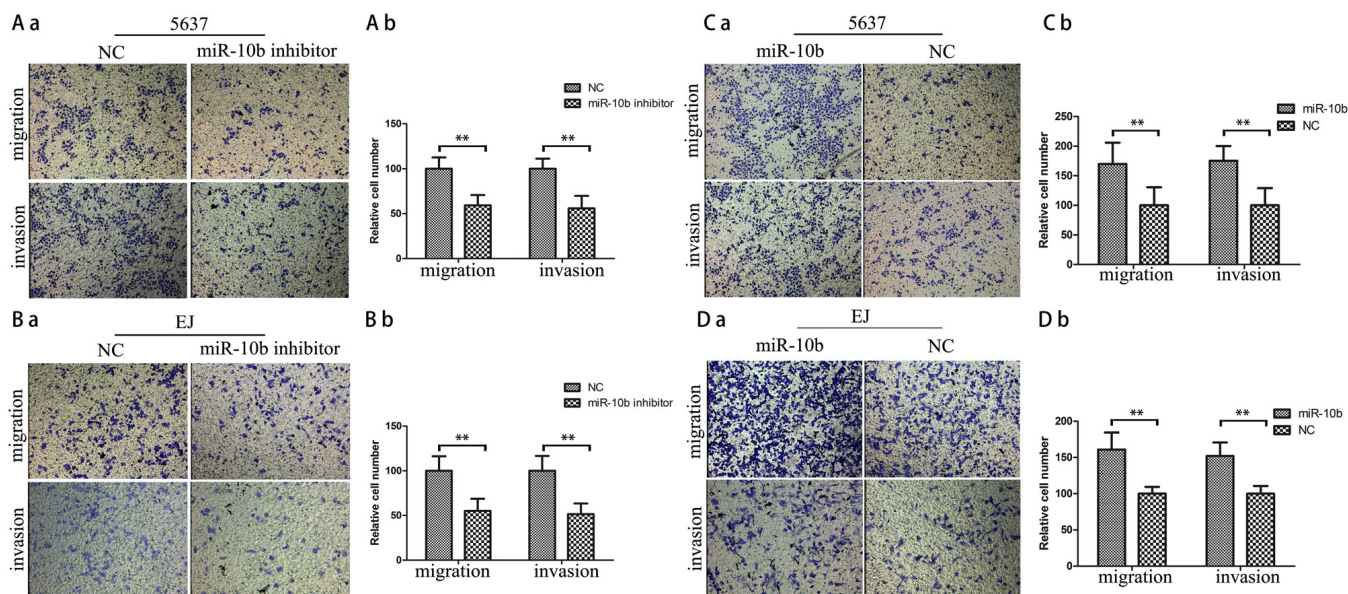 A a
5637
NC miR-10b inhibitor
migration
invasion
A b
NC
miR-10b inhibitor
Relative cell number
150
100
50
0
**
**
migration invasion
C a
5637
miR-10b NC
migration
invasion
C b
miR-10b
NC
Relative cell number
250
200
150
100
50
0
**
**
migration invasion
B a
EJ
NC miR-10b inhibitor
migration
invasion
B b
NC
miR-10b inhibitor
Relative cell number
150
100
50
0
**
**
migration invasion
D a
EJ
miR-10b NC
migration
invasion
D b
miR-10b
NC
Relative cell number
200
150
100
50
0
**
**
migration invasion